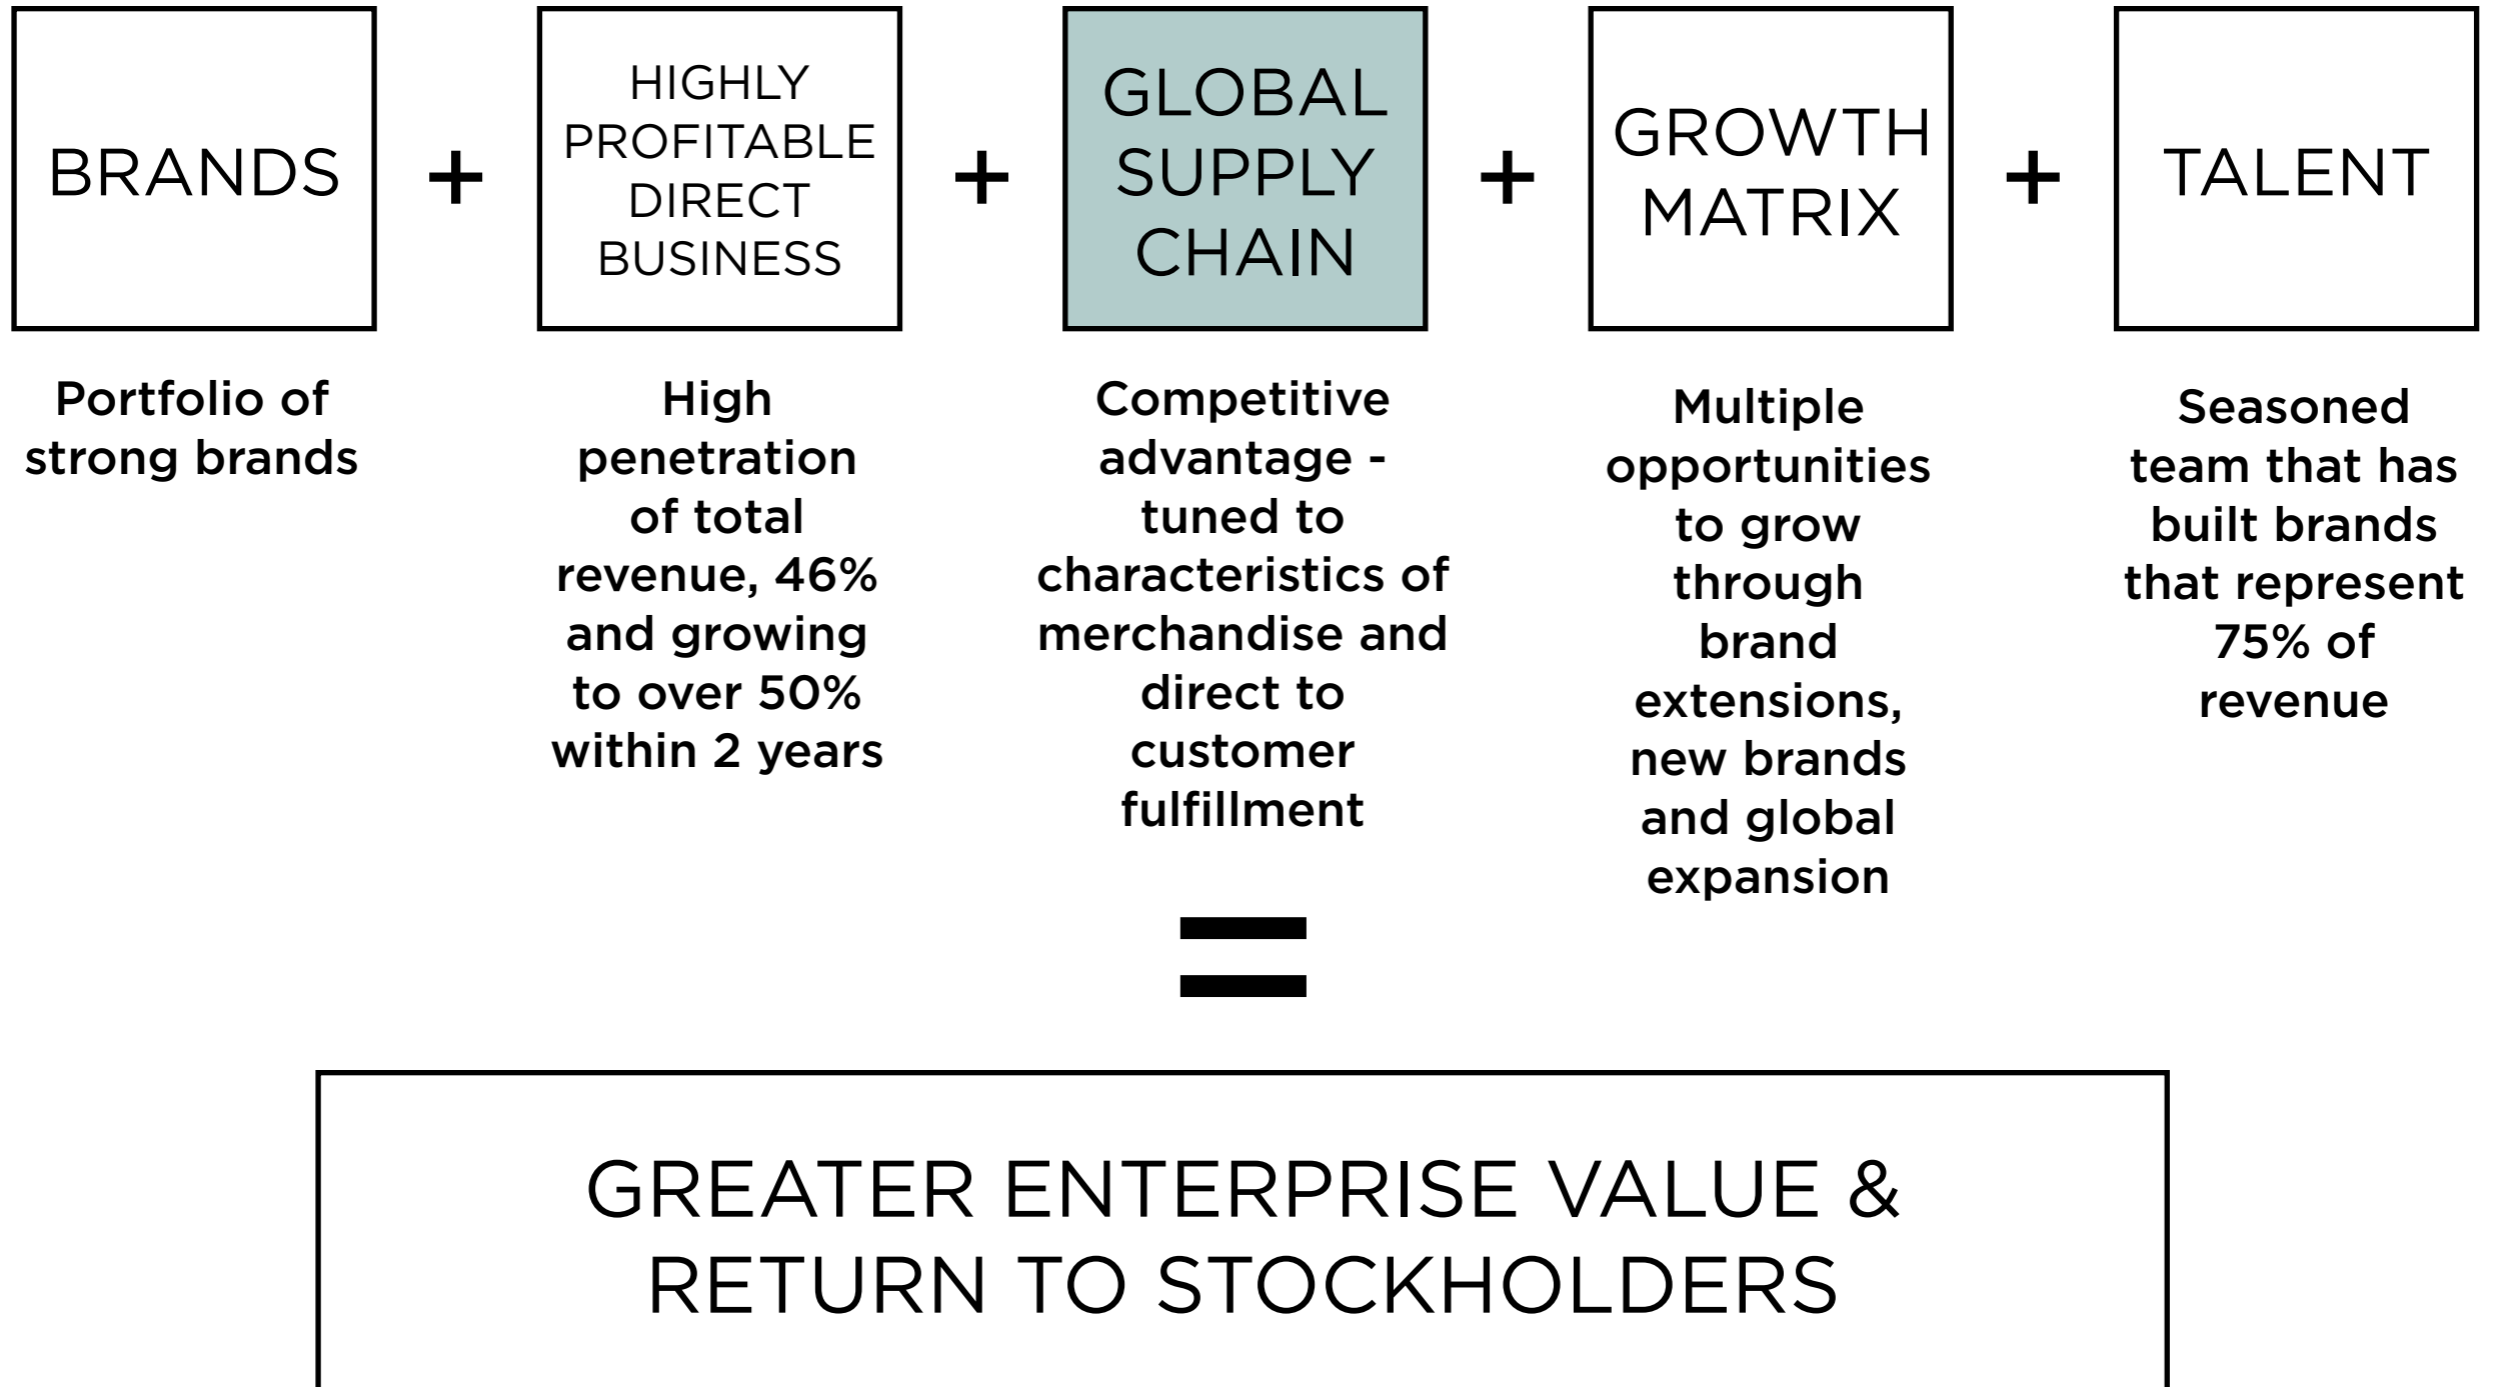 BRANDS
+
HIGHLY
PROFITABLE
DIRECT
BUSINESS
+
GLOBAL
SUPPLY
CHAIN
+
GROWTH
MATRIX
+
TALENT
Portfolio of
strong brands
High
penetration
of total
revenue, 46%
and growing
to over 50%
within 2 years
Competitive
advantage -
tuned to
characteristics of
merchandise and
direct to
customer
fulfillment
Multiple
opportunities
to grow
through
brand
extensions,
new brands
and global
expansion
Seasoned
team that has
built brands
that represent
75% of
revenue
=
GREATER ENTERPRISE VALUE &
RETURN TO STOCKHOLDERS